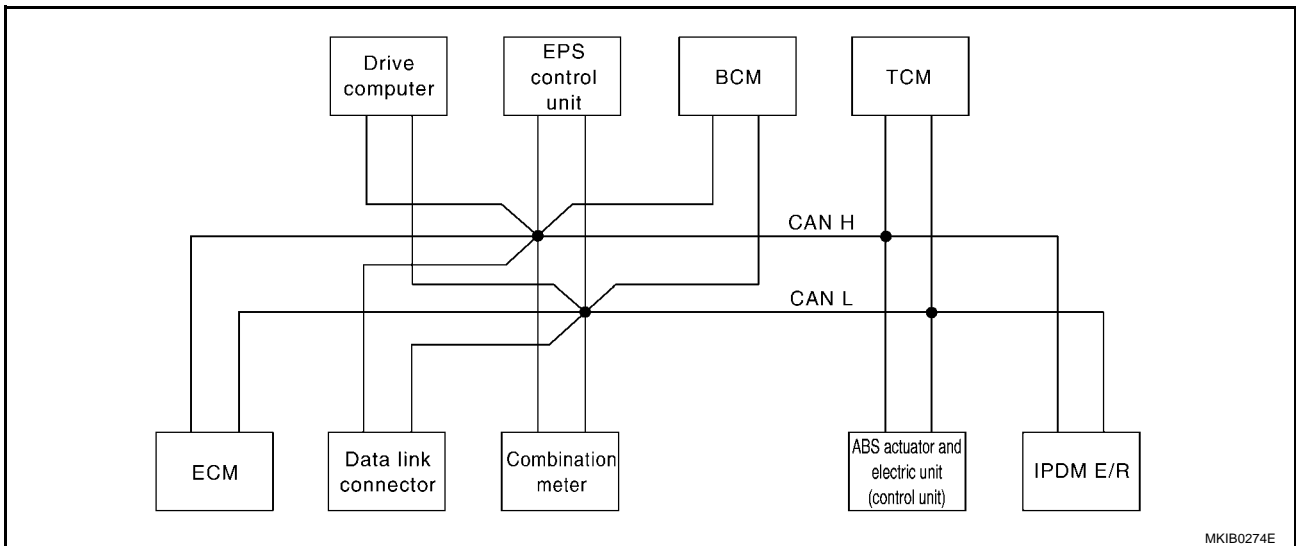 Drive
computer
EPS
control
unit
BCM
TCM
CAN H
CAN L
ECM
Data link
connector
Combination
meter
ABS actuator and
electric unit
(control unit)
IPDM E/R
MKIB0274E